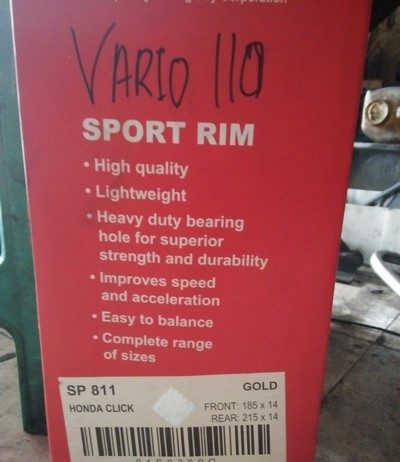 VARIO 110
SPORT RIM
• High quality
• Lightweight
• Heavy duty bearing
hole for superior
strength and durability
• Improves speed
and acceleration
• Easy to balance
• Complete range
of sizes
SP 811 GOLD
HONDA CLICK FRONT: 185 x 14
REAR: 215 x 14